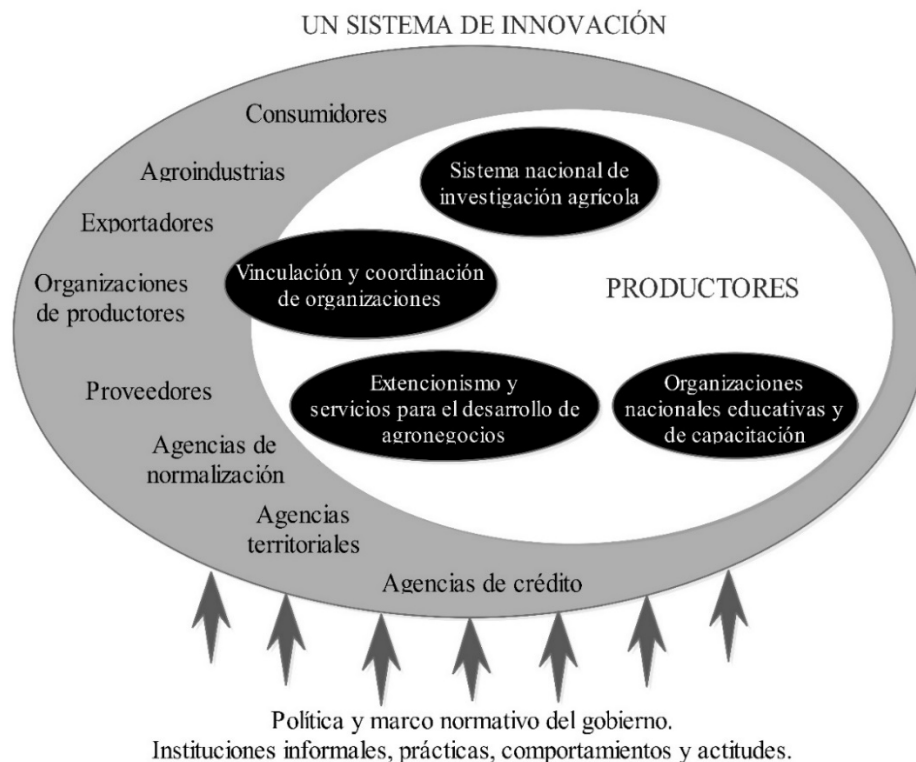 UN SISTEMA DE INNOVACIÓN
Consumidores
Agroindustrias
Exportadores
Organizaciones
de productores
Proveedores
Agencias de
normalización
Agencias
territoriales
Agencias de crédito
Sistema nacional de
investigación agrícola
Vinculación y coordinación
de organizaciones
PRODUCTORES
Extencionismo y
servicios para el desarrollo de
agronegocios
Organizaciones
nacionales educativas y
de capacitación
Política y marco normativo del gobierno.
Instituciones informales, prácticas, comportamientos y actitudes.